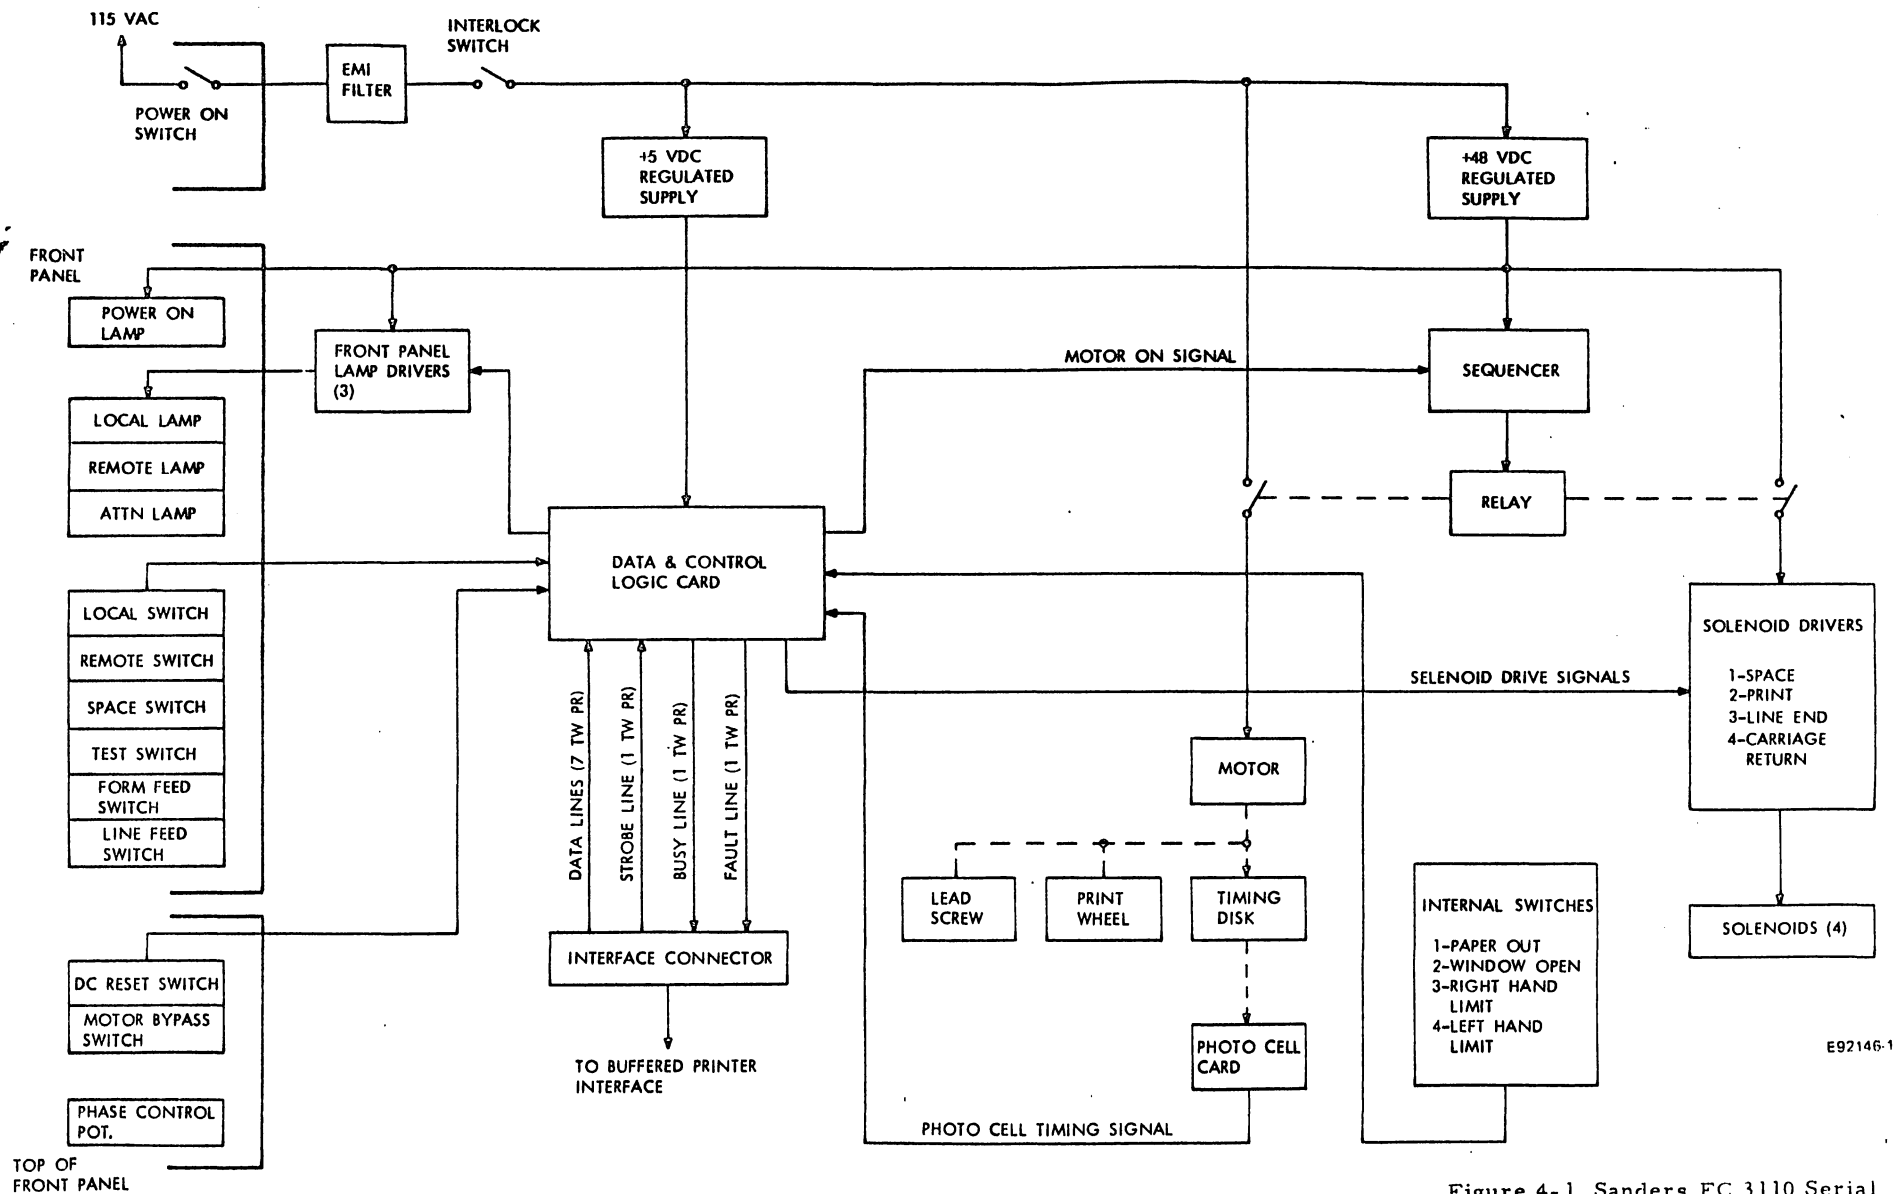 115 VAC
POWER ON
SWITCH
EMI
FILTER
INTERLOCK
SWITCH
+5 VDC
REGULATED
SUPPLY
+48 VDC
REGULATED
SUPPLY
FRONT
PANEL
POWER ON
LAMP
FRONT PANEL
LAMP DRIVERS
(3)
MOTOR ON SIGNAL
SEQUENCER
LOCAL LAMP
REMOTE LAMP
ATTN LAMP
RELAY
DATA & CONTROL
LOGIC CARD
LOCAL SWITCH
REMOTE SWITCH
SPACE SWITCH
TEST SWITCH
FORM FEED
SWITCH
LINE FEED
SWITCH
SOLENOID DRIVERS
1-SPACE
2-PRINT
3-LINE END
4-CARRIAGE
RETURN
SELENOID DRIVE SIGNALS
DATA LINES (7 TW PR)
STROBE LINE (1 TW PR)
BUSY LINE (1 TW PR)
FAULT LINE (1 TW PR)
MOTOR
LEAD
SCREW
PRINT
WHEEL
TIMING
DISK
INTERNAL SWITCHES
1-PAPER OUT
2-WINDOW OPEN
3-RIGHT HAND
LIMIT
4-LEFT HAND
LIMIT
SOLENOIDS (4)
INTERFACE CONNECTOR
DC RESET SWITCH
MOTOR BYPASS
SWITCH
TO BUFFERED PRINTER
INTERFACE
PHOTO CELL
CARD
E92146-1
PHASE CONTROL
POT.
PHOTO CELL TIMING SIGNAL
TOP OF
FRONT PANEL
Figure 4-1 Sanders FC 3110 Serial